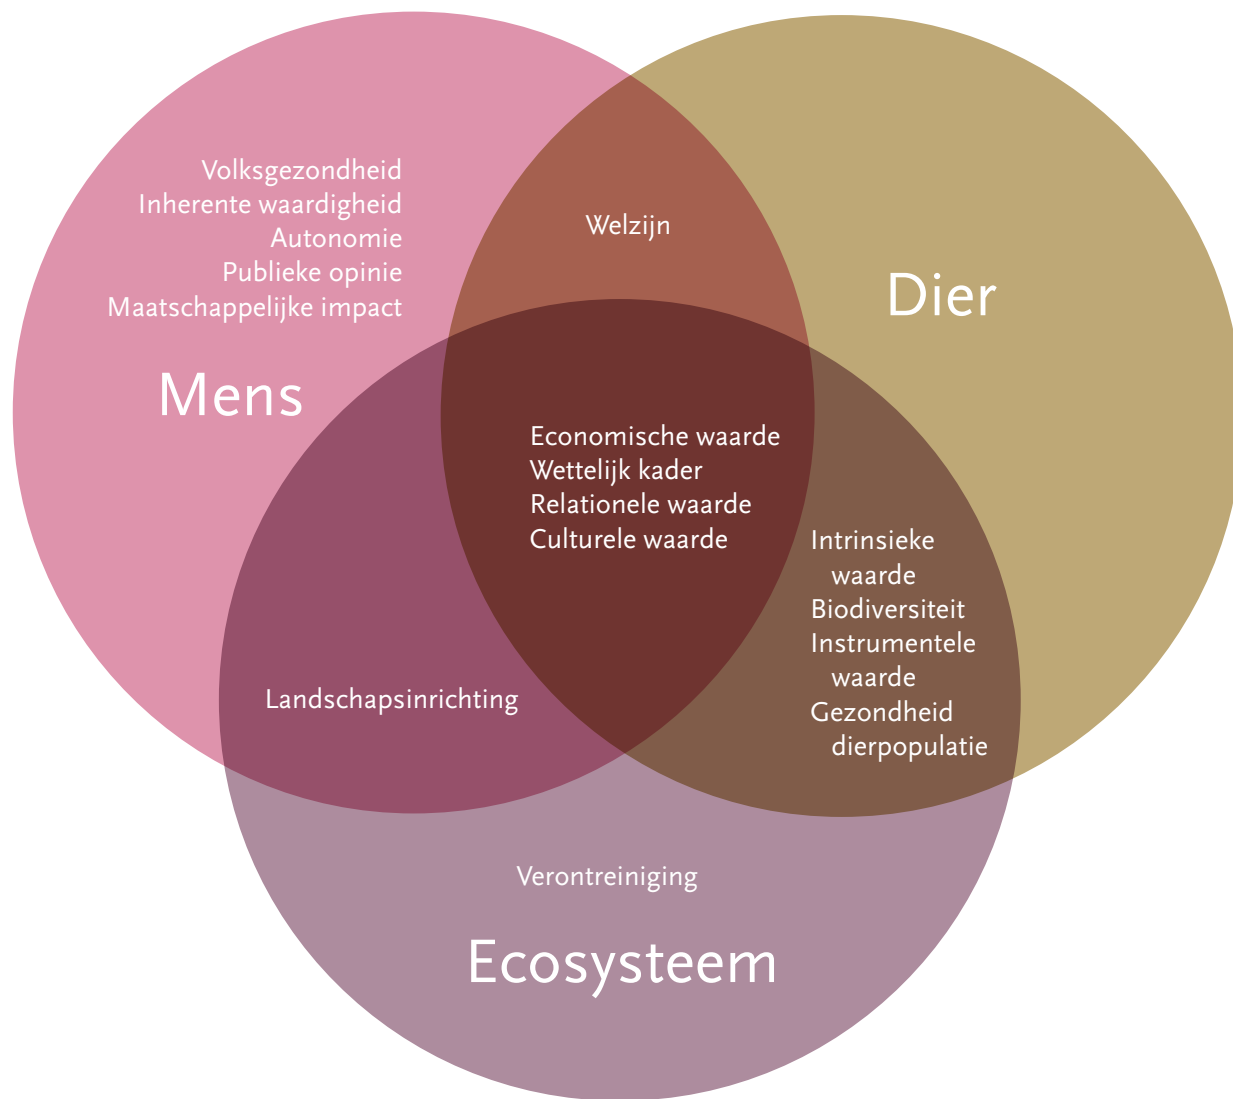 Volksgezondheid
Inherente waardigheid
Autonomie
Publieke opinie
Maatschappelijke impact
Mens
Welzijn
Dier
Economische waarde
Wettelijk kader
Relationele waarde
Culturele waarde
Intrinsieke
waarde
Biodiversiteit
Instrumentele
waarde
Gezondheid
dierpopulatie
Landschapsinrichting
Verontreiniging
Ecosysteem